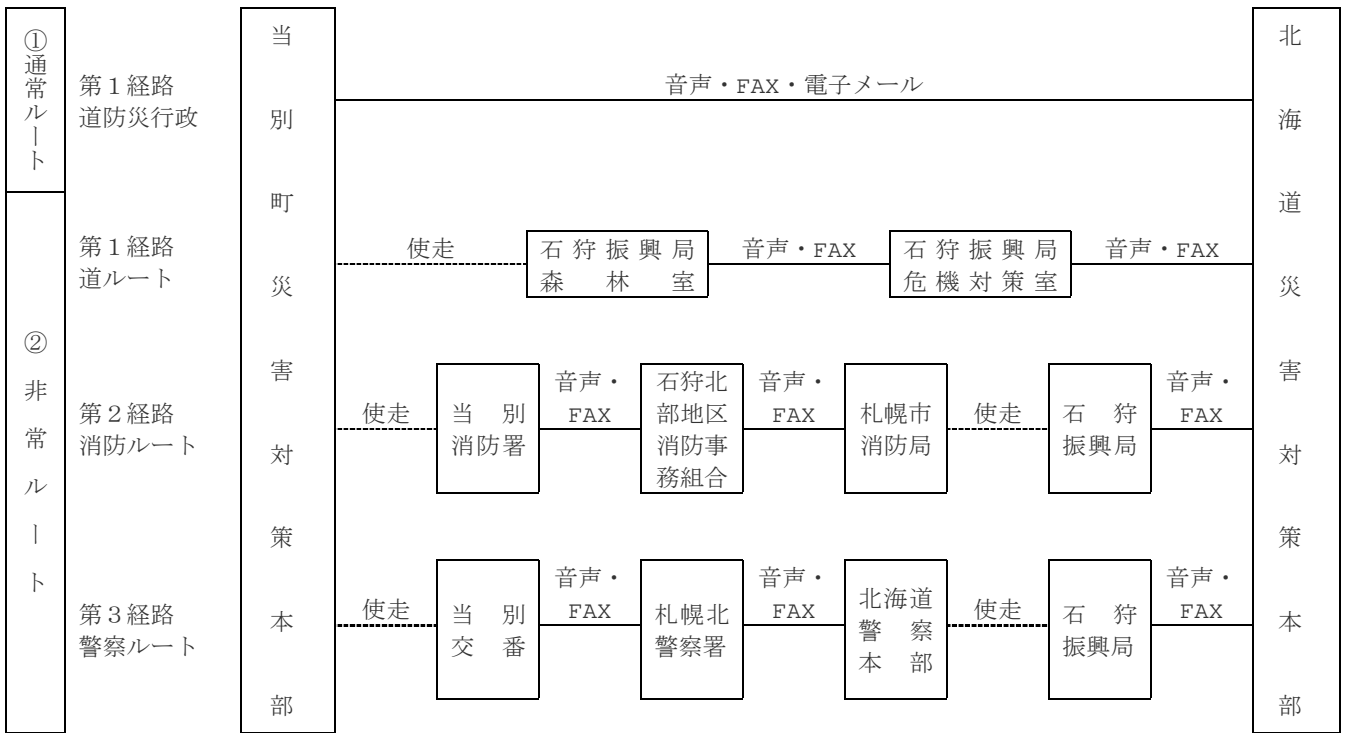 ①通常ルート
第１経路
道防災行政
当別町災害対策本部
音声・FAX・電子メール
北海道災害対策本部
②非常ルート
第１経路
道ルート
使走
石狩振興局
森林室
音声・FAX
石狩振興局
危機対策室
音声・FAX
第２経路
消防ルート
使走
当別
消防署
音声・
FAX
石狩北
部地区
消防事
務組合
音声・
FAX
札幌市
消防局
使走
石狩
振興局
音声・
FAX
第３経路
警察ルート
使走
当別
交番
音声・
FAX
札幌北
警察署
音声・
FAX
北海道
警察
本部
使走
石狩
振興局
音声・
FAX